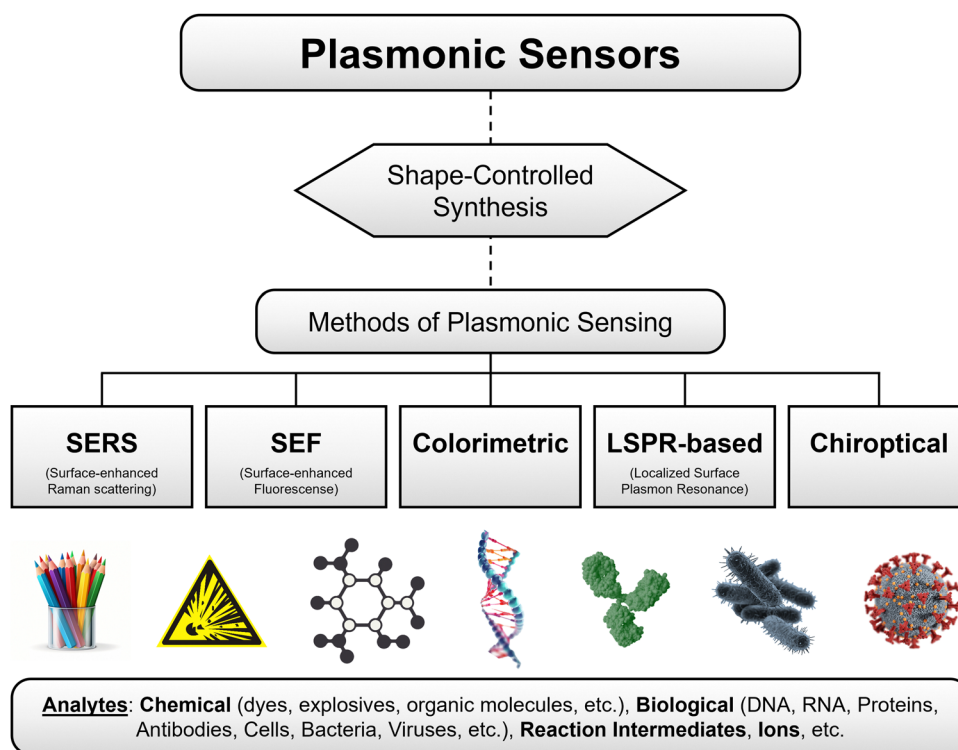 Plasmonic Sensors
Shape-Controlled
Synthesis
Methods of Plasmonic Sensing
SERS
(Surface-enhanced
Raman scattering)
SEF
(Surface-enhanced
Fluorescense)
Colorimetric
LSPR-based
(Localized Surface
Plasmon Resonance)
Chiroptical
Analytes: Chemical (dyes, explosives, organic molecules, etc.), Biological (DNA, RNA, Proteins,
Antibodies, Cells, Bacteria, Viruses, etc.), Reaction Intermediates, Ions, etc.